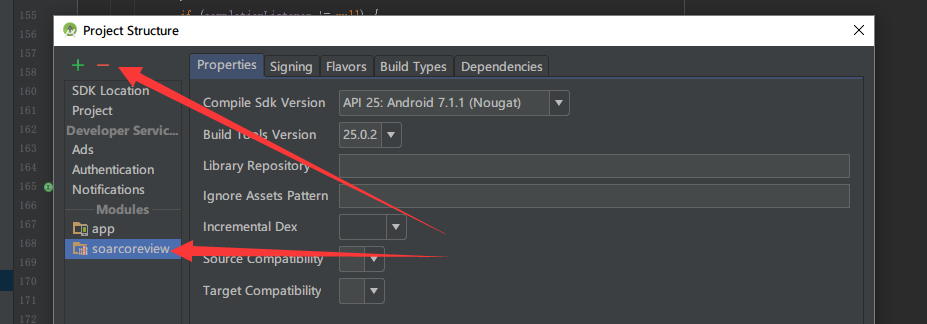 155
156
157
158
159
160
161
162
163
164
165
166
167
168
169
170
171
172
Project Structure
SDK Location
Project
Developer Servic...
Ads
Authentication
Notifications
Modules
app
soarcoreview
Properties Signing Flavors Build Types Dependencies
Compile Sdk Version API 25: Android 7.1.1 (Nougat)
Build Tools Version 25.0.2
Library Repository
Ignore Assets Pattern
Incremental Dex
Source Compatibility
Target Compatibility